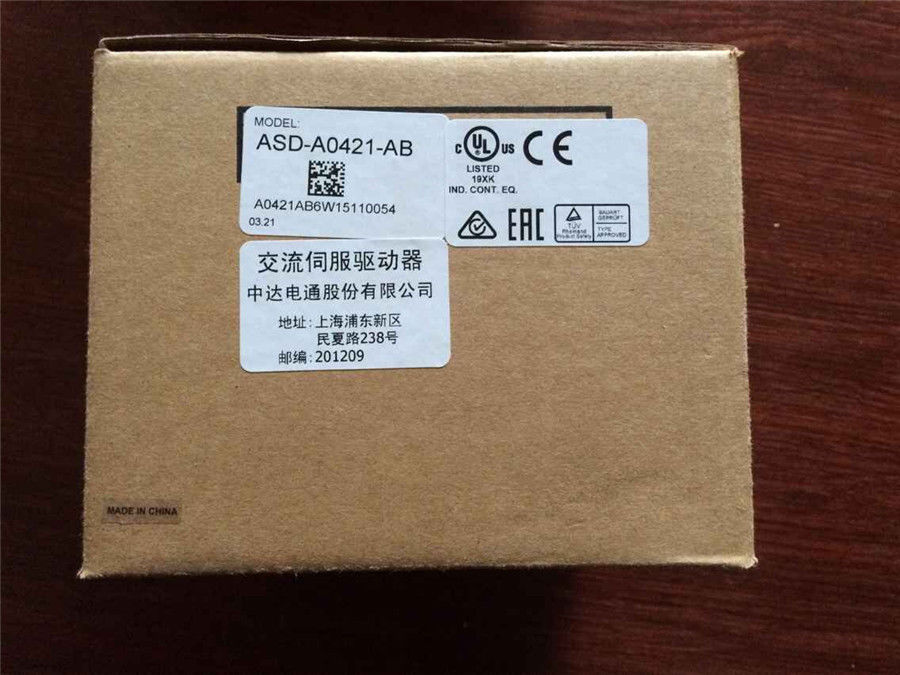 MODEL:
ASD-A0421-AB
A0421AB6W15110054
03.21
C UL US CE
LISTED
19XK
IND. CONT. EQ.
EAC
TÜV
Rheinland
Product Safety
BAUART
GEPRÜFT
TYPE
APPROVED
交流伺服驱动器
中达电通股份有限公司
地址:上海浦东新区
民夏路238号
邮编:201209
MADE IN CHINA